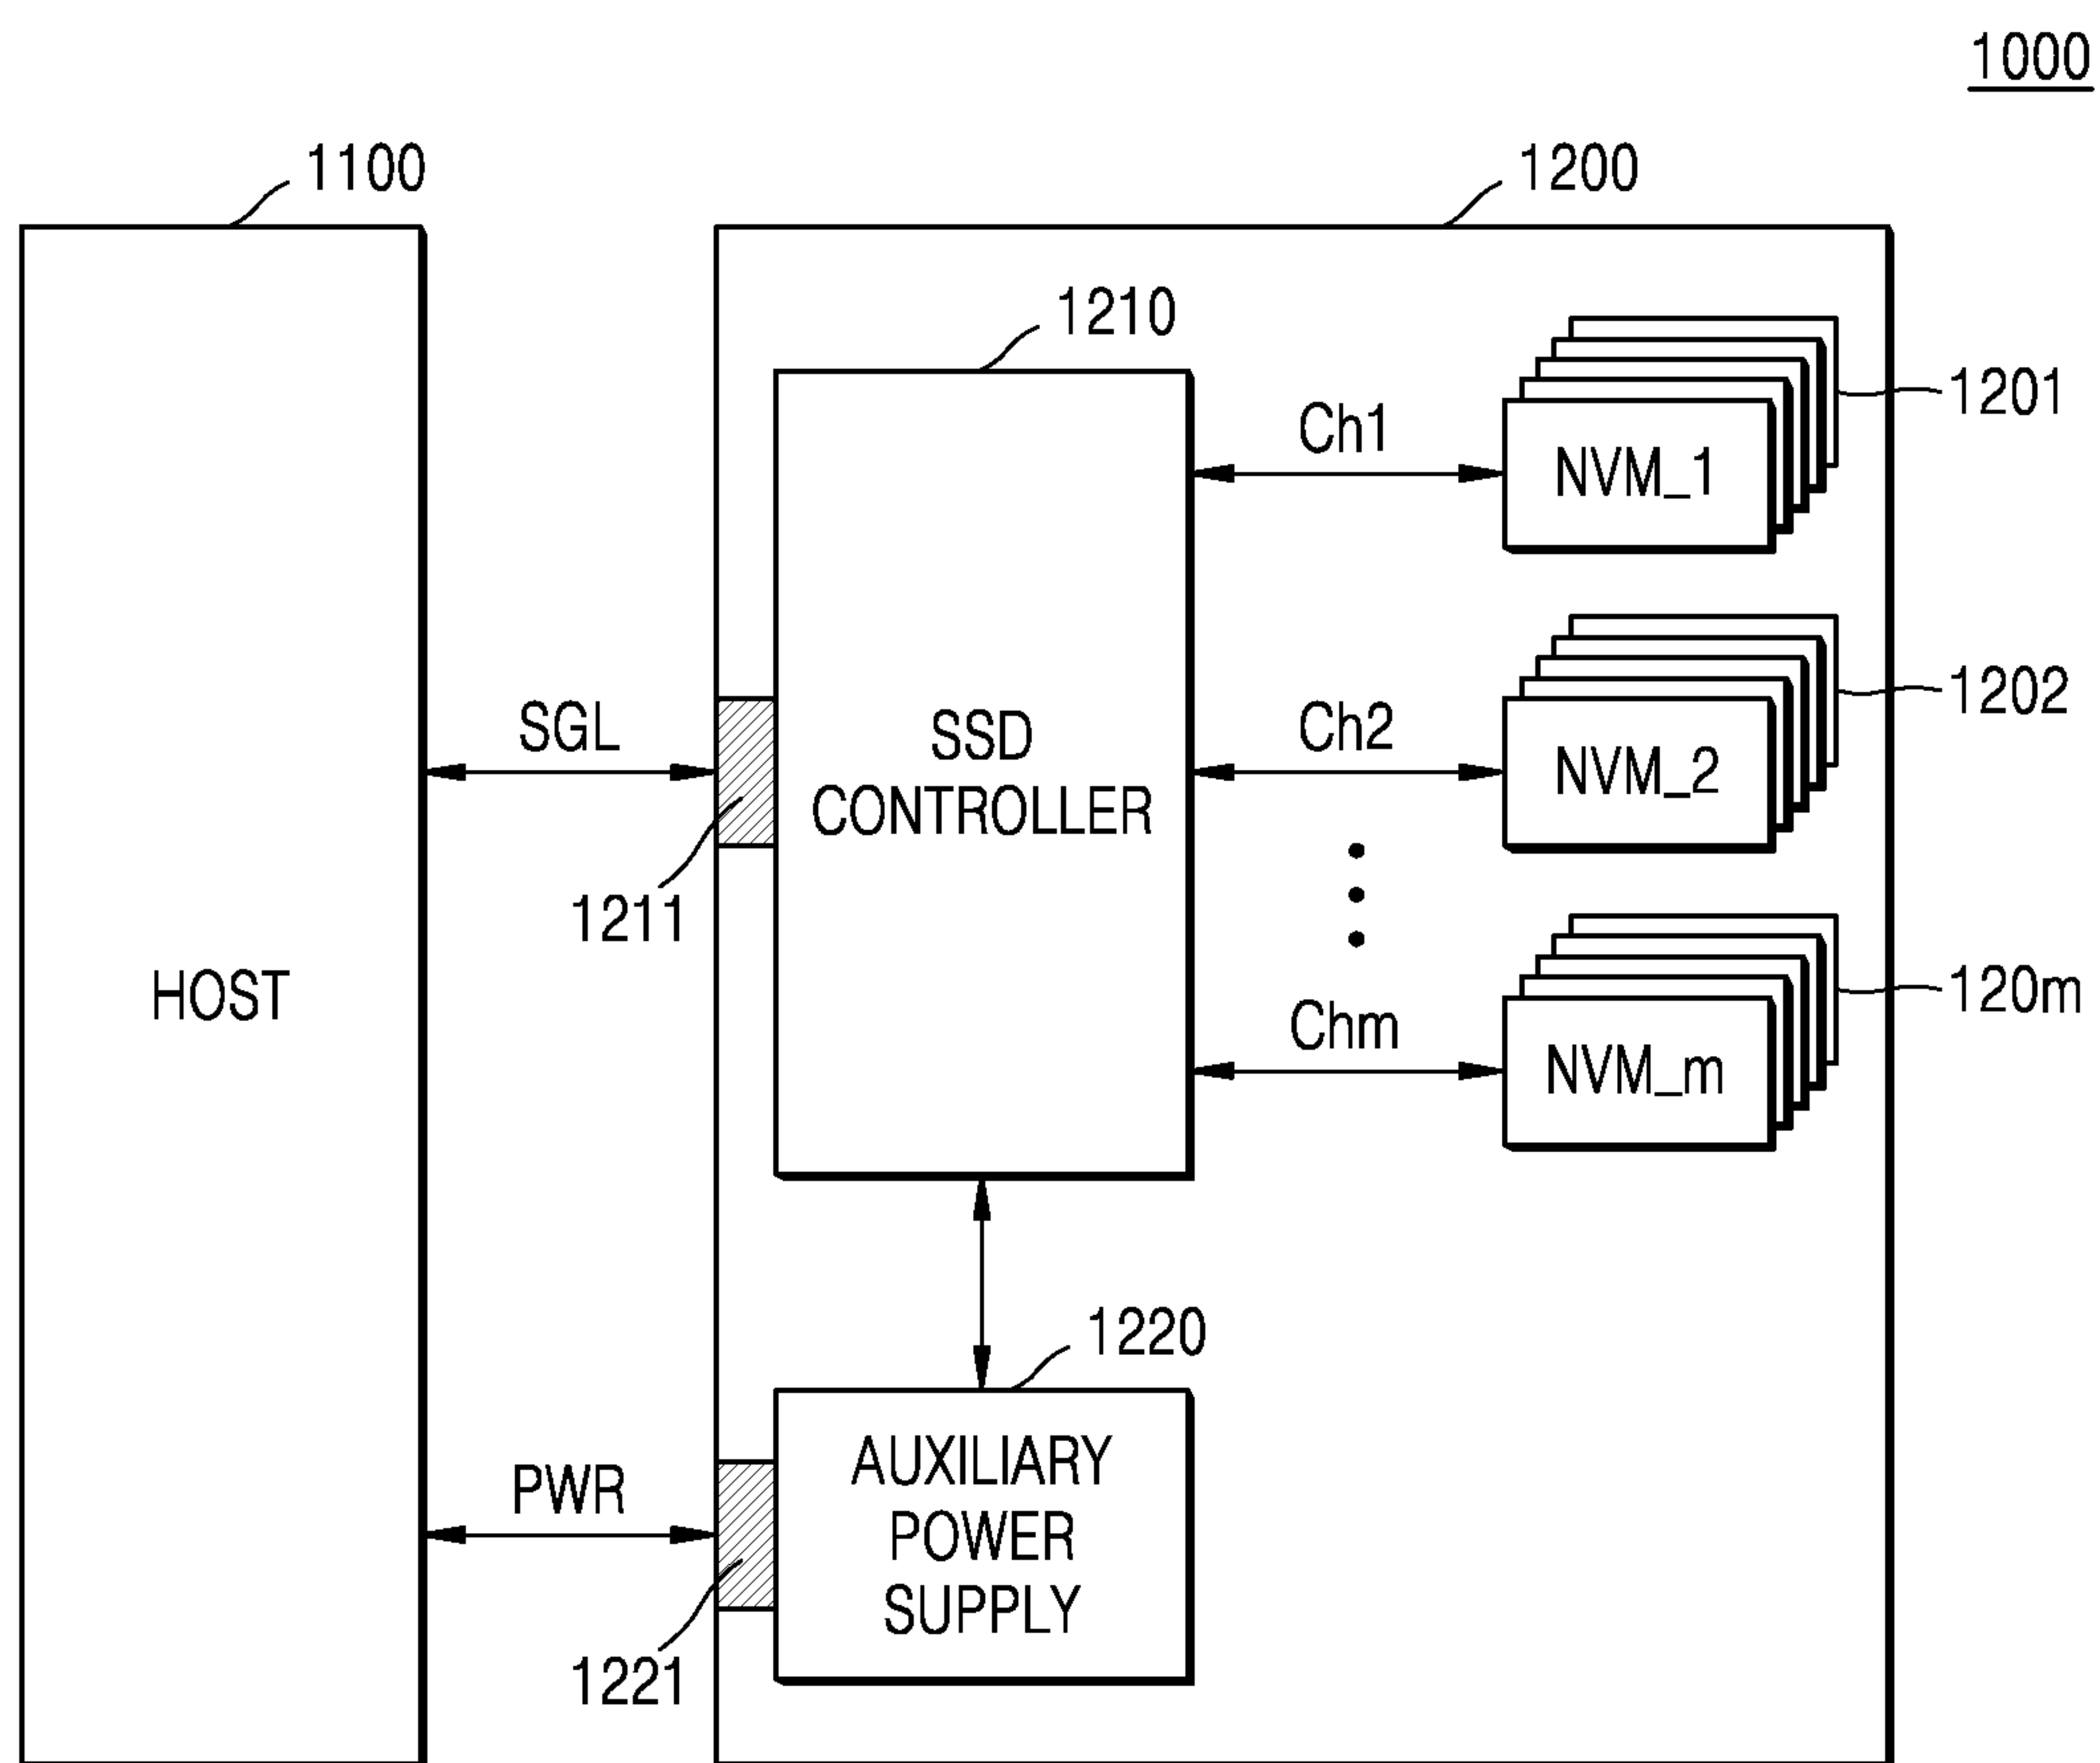 1000
1100
1200
1210
1201
Ch1
NVM_1
1202
SGL
SSD
CONTROLLER
Ch2
NVM_2
1211
HOST
120m
Chm
NVM_m
1220
PWR
AUXILIARY
POWER
SUPPLY
1221